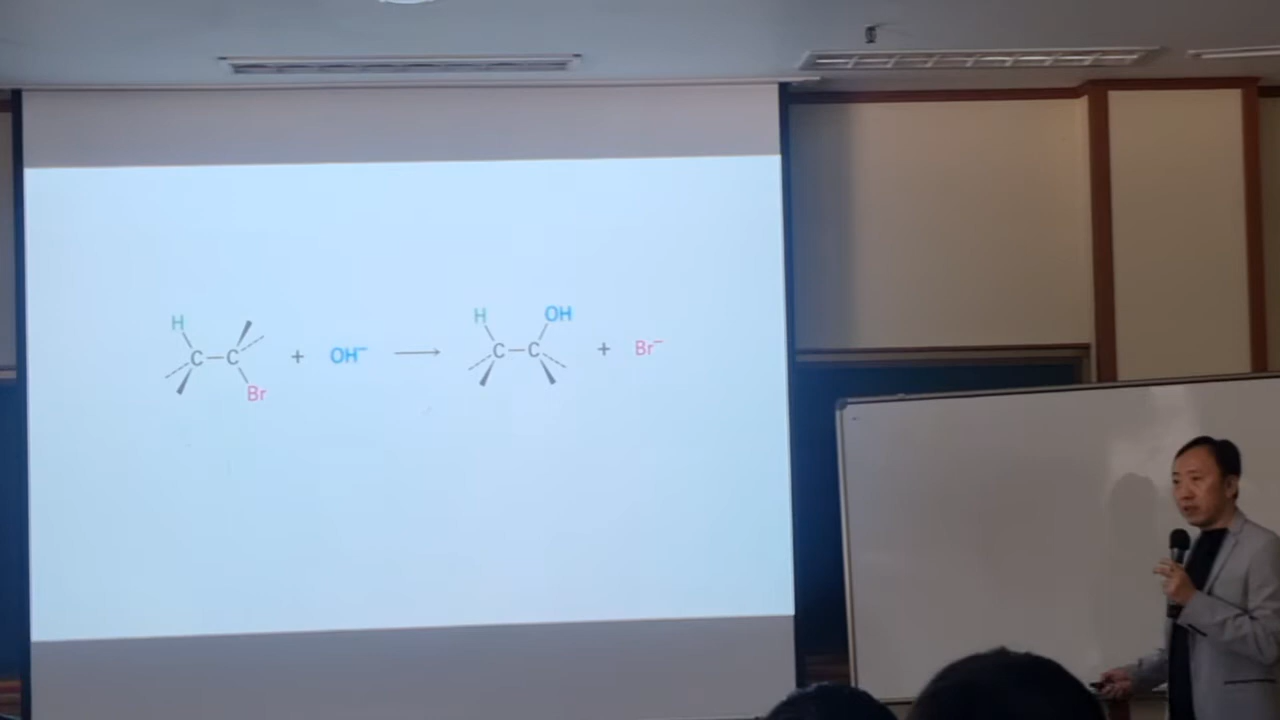 H OH
C–C + OH⁻ ⟶ C–C + Br⁻
Br